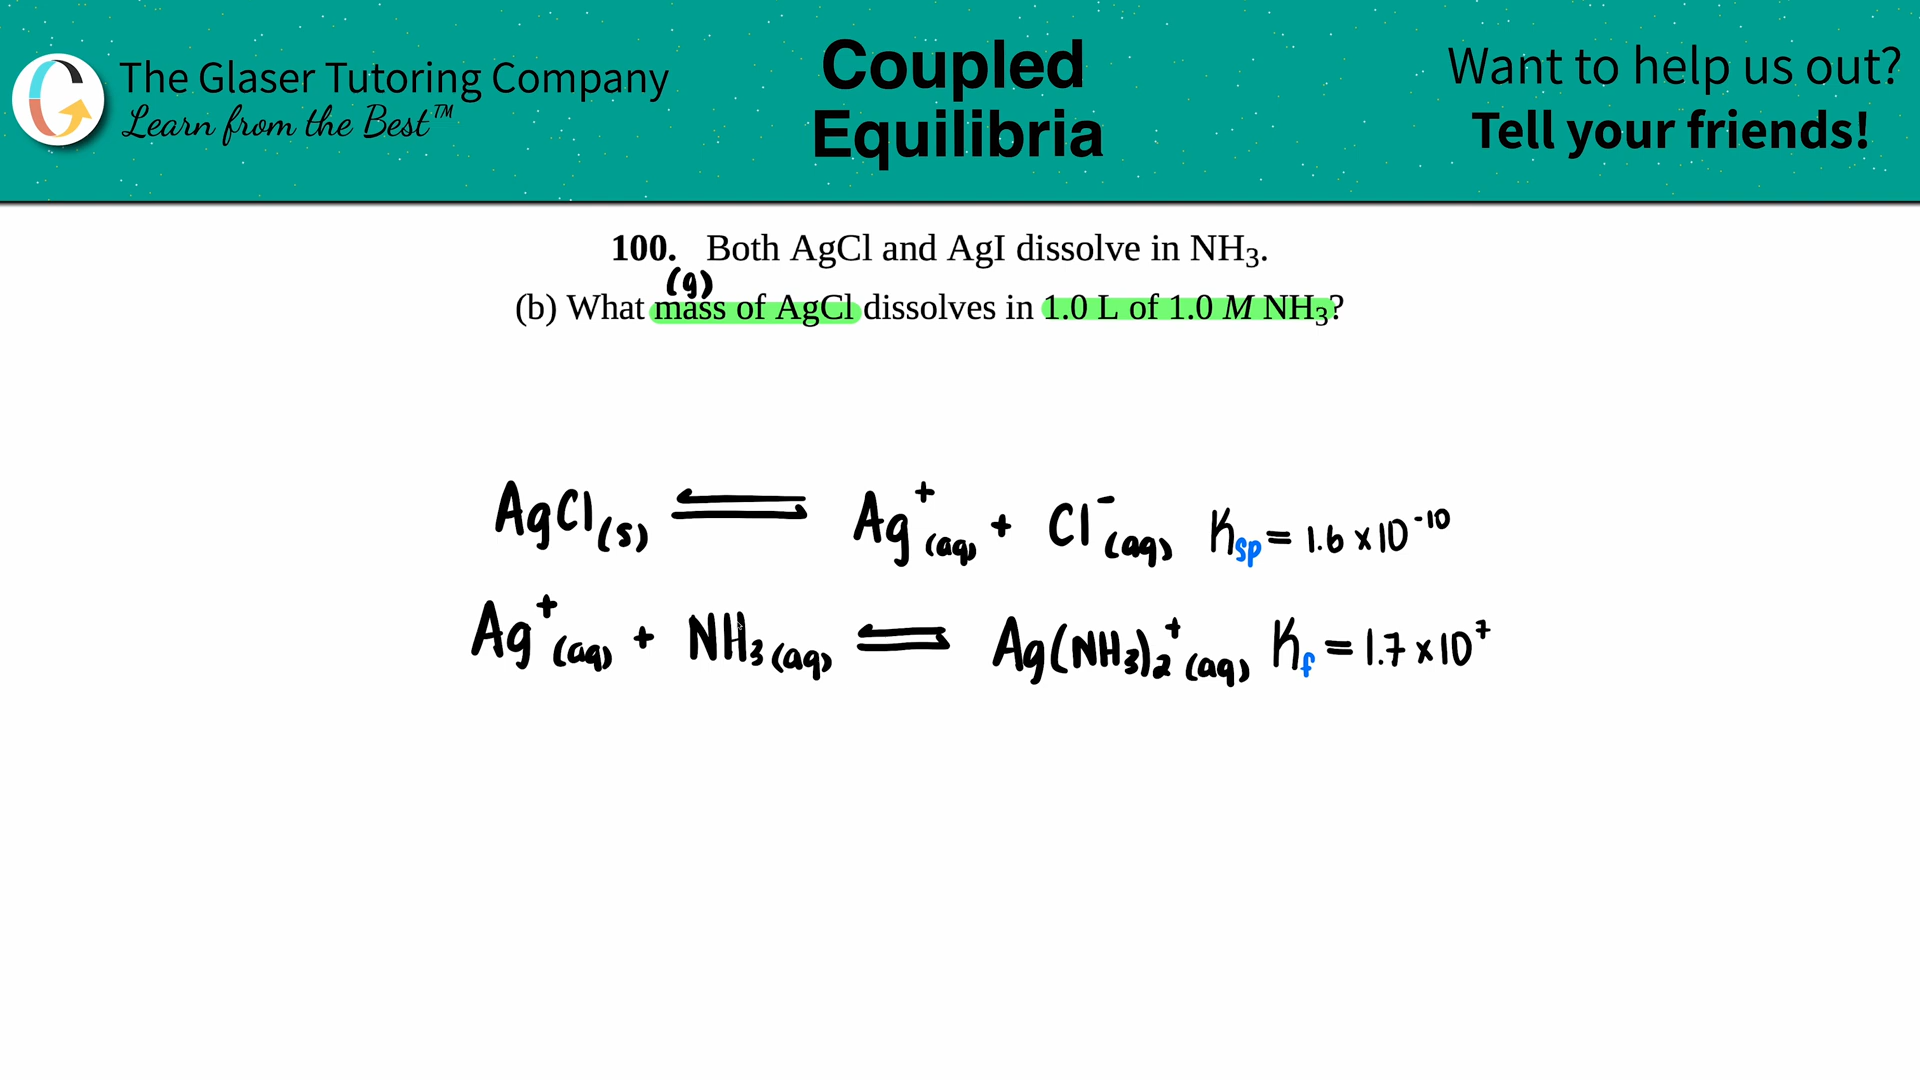 The Glaser Tutoring Company
Learn from the Best™
Coupled
Equilibria
Want to help us out?
Tell your friends!
100. Both AgCl and AgI dissolve in NH₃.
(g)
(b) What mass of AgCl dissolves in 1.0 L of 1.0 M NH₃?
AgCl(s) ⇌ Ag⁺(aq) + Cl⁻(aq) Ksp = 1.6 x 10⁻¹⁰
Ag⁺(aq) + NH₃(aq) ⇌ Ag(NH₃)₂⁺(aq) Kf = 1.7 x 10⁷